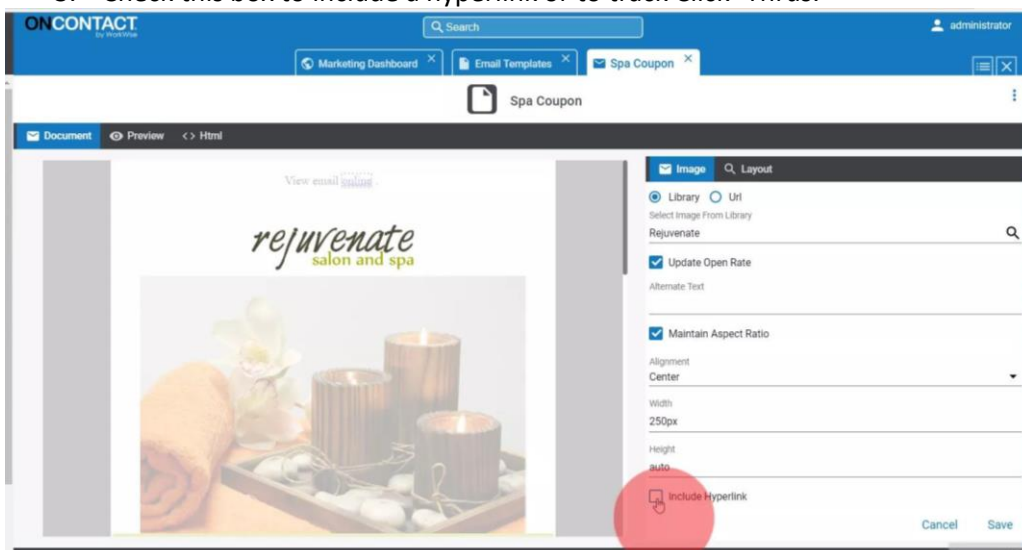 ONCONTACT
by WorkWise
Search
administrator
Marketing Dashboard
Email Templates
Spa Coupon
Spa Coupon
Document Preview <> Html
Image Layout
View email online .
rejuvenate
salon and spa
Library Url
Select Image From Library
Rejuvenate
Update Open Rate
Alternate Text
Maintain Aspect Ratio
Alignment
Center
Width
250px
Height
auto
Include Hyperlink
Cancel Save